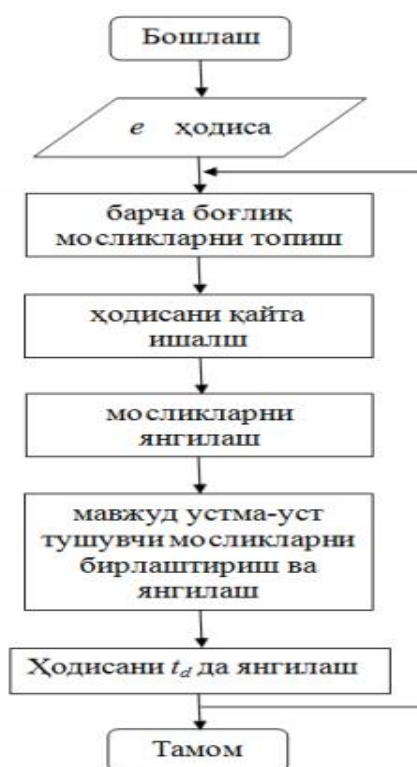 Бошлаш
e ҳодиса
барча боғлиқ
мосликларни топиш
ҳодисани қайта
ишалш
мосликларни
янгилаш
мавжуд устма-уст
тушувчи мосликларни
бирлаштириш ва
янгилаш
Ҳодисани t_d да янгилаш
Тамом